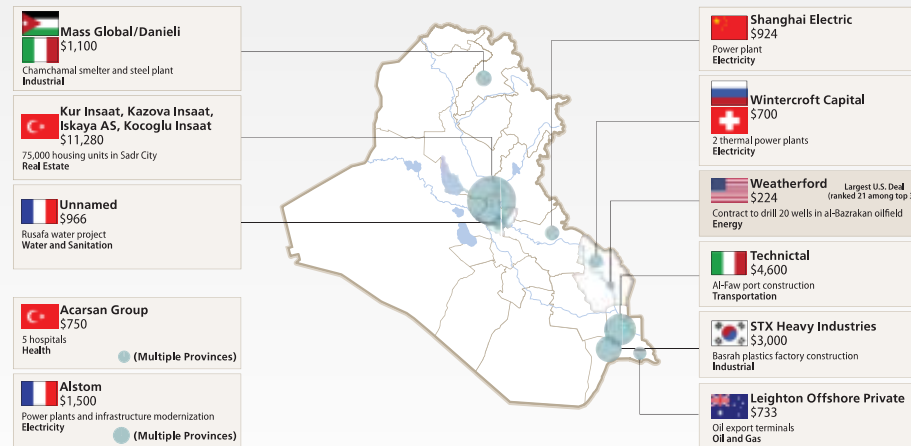 Mass Global/Danieli
$1,100
Chamchamal smelter and steel plant
Industrial
Kur Insaat, Kazova Insaat,
Iskaya AS, Kocoglu Insaat
$11,280
75,000 housing units in Sadr City
Real Estate
Unnamed
$966
Rusafa water project
Water and Sanitation
Acarsan Group
$750
5 hospitals
Health
(Multiple Provinces)
Alstom
$1,500
Power plants and infrastructure modernization
Electricity
(Multiple Provinces)
Shanghai Electric
$924
Power plant
Electricity
Wintercroft Capital
$700
2 thermal power plants
Electricity
Weatherford
$224
Largest U.S. Deal
(ranked 21 among top
Contract to drill 20 wells in al-Bazrakan oilfield
Energy
Technictal
$4,600
Al-Faw port construction
Transportation
STX Heavy Industries
$3,000
Basrah plastics factory construction
Industrial
Leighton Offshore Private
$733
Oil export terminals
Oil and Gas